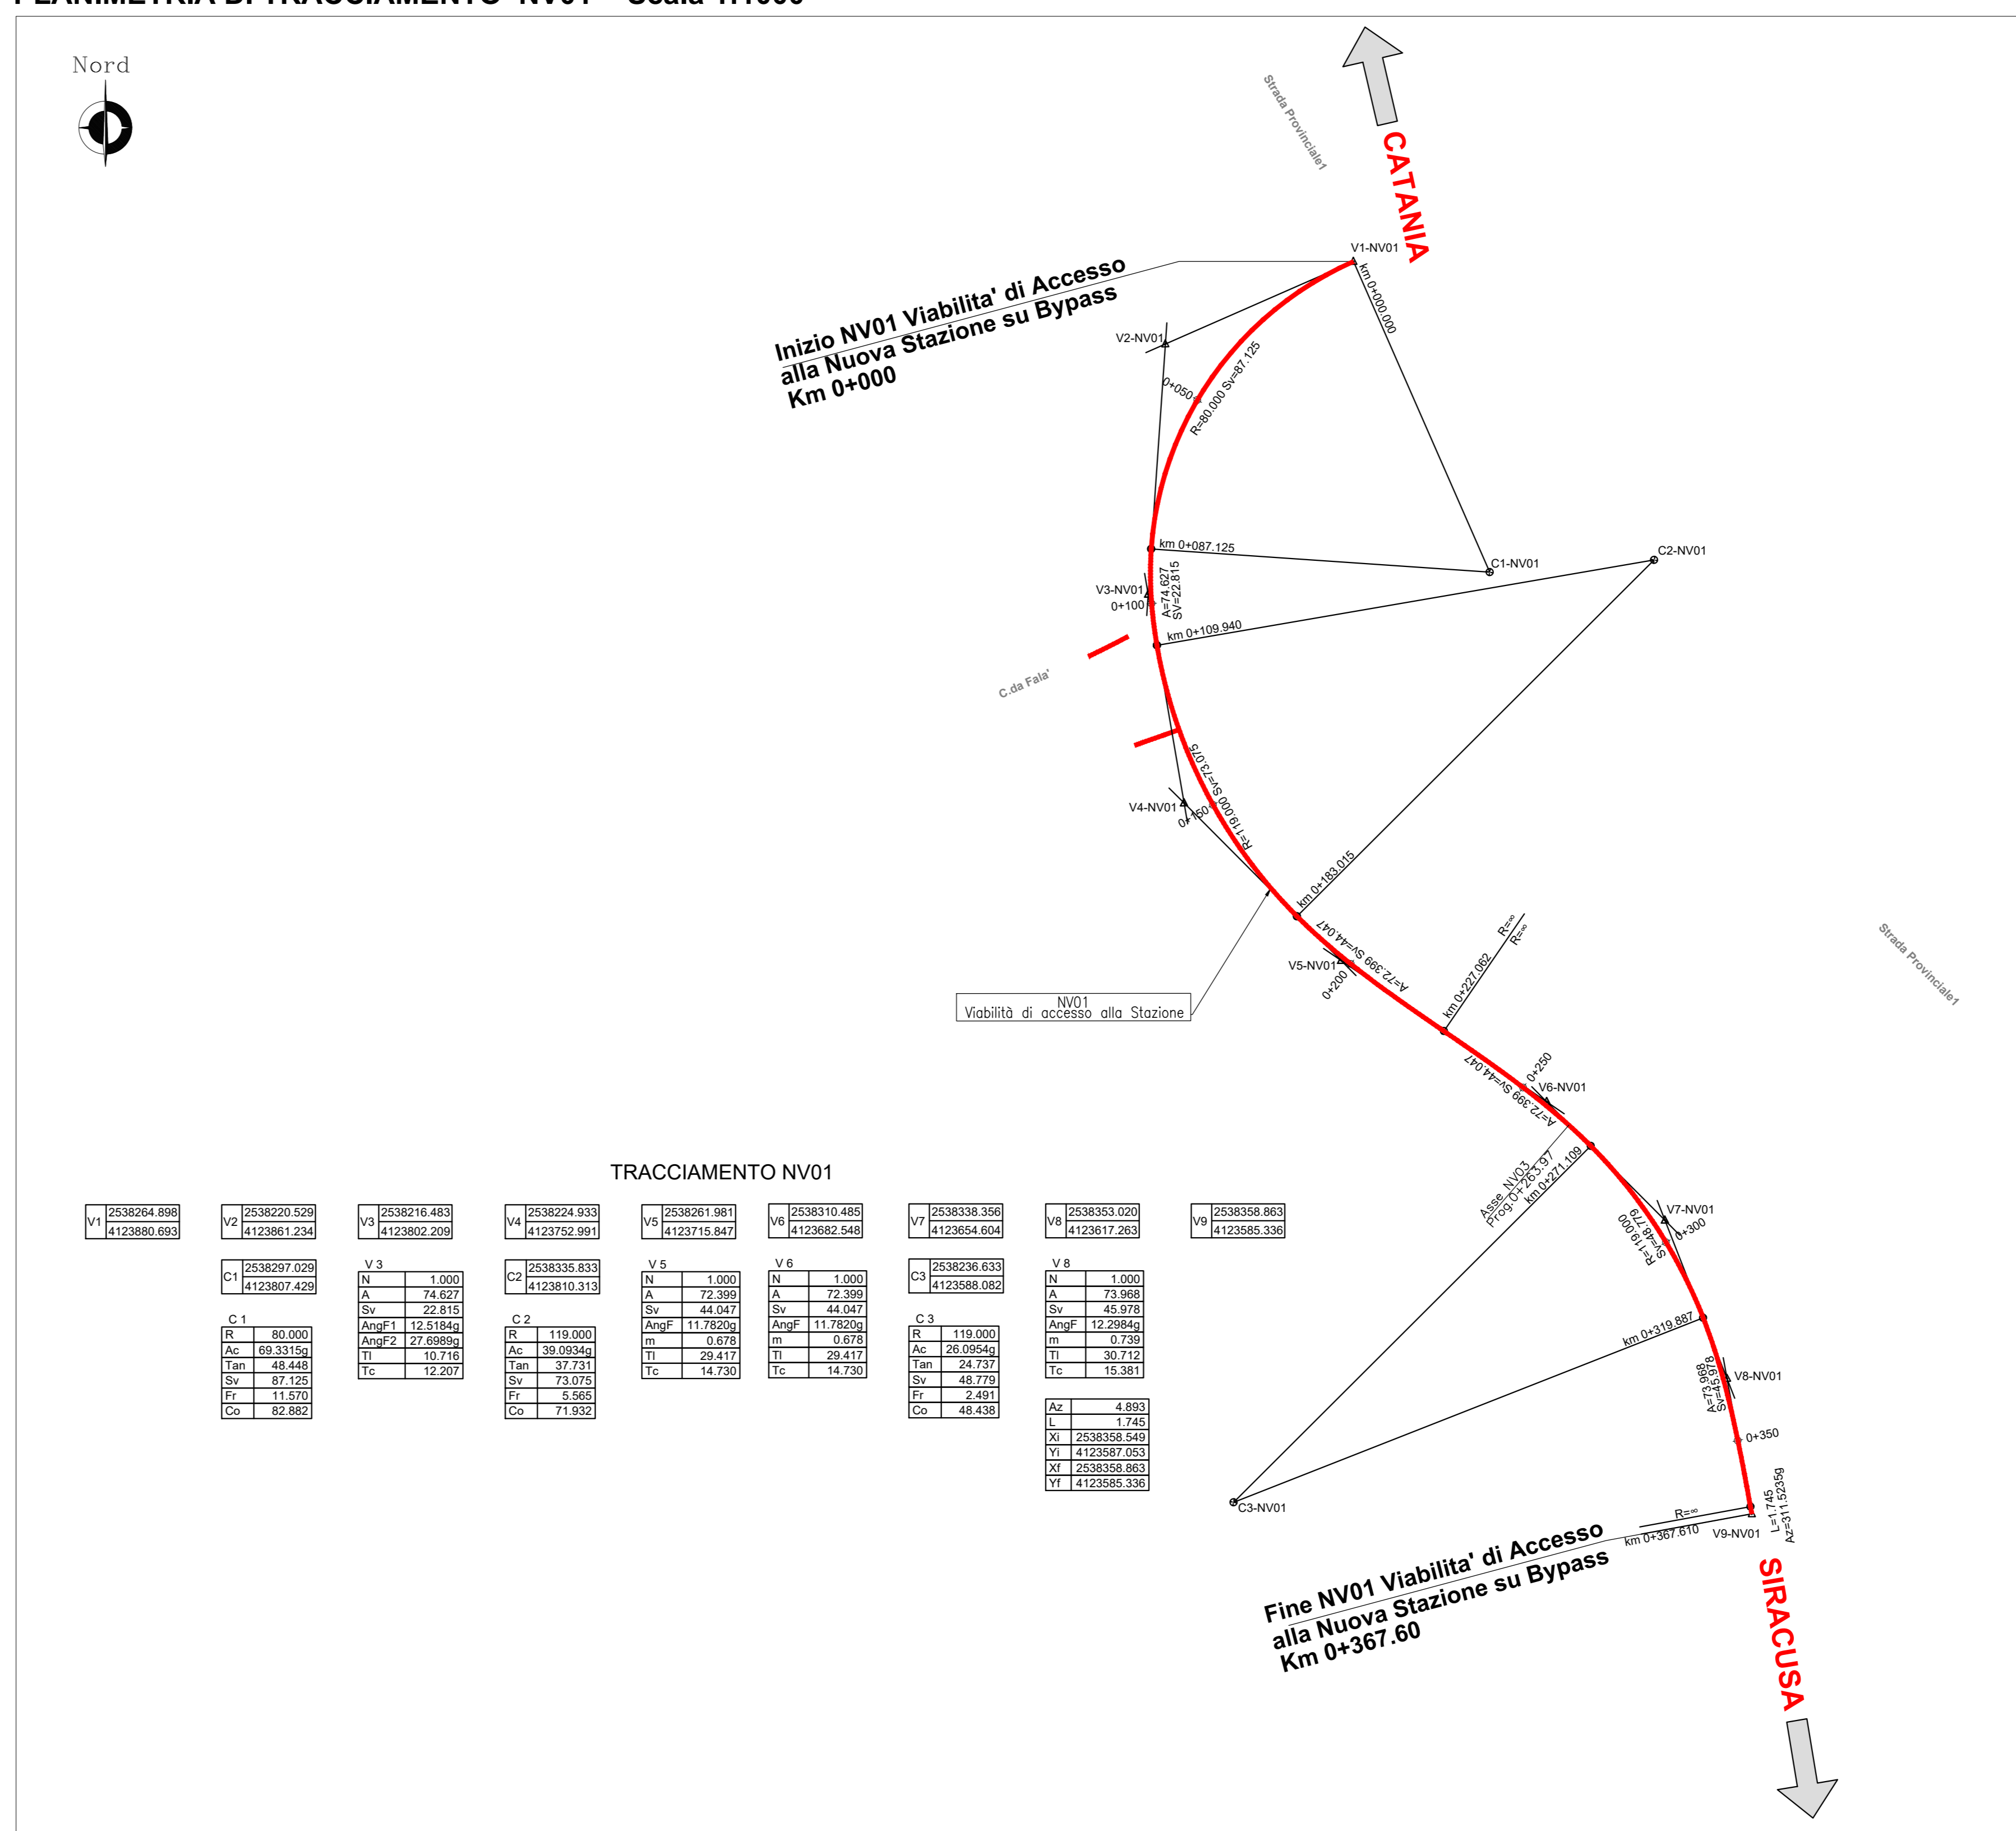 Nord
Strada Provinciale1
CATANIA
V1-NV01
km 0+000.000
Inizio NV01 Viabilita' di Accesso
alla Nuova Stazione su Bypass
Km 0+000
V2-NV01
0+050
R=80.000 Sv=87.125
km 0+087.125
C1-NV01
C2-NV01
V3-NV01
0+100
A=74.627
SV=22.815
km 0+109.940
C.da Fala'
V4-NV01
0+150
R=119.000 Sv=73.075
km 0+183.015
A=72.399 Sv=44.047
V5-NV01
0+200
NV01
Viabilità di accesso alla Stazione
R=∞
R=∞
km 0+227.062
Strada Provinciale1
0+250
V6-NV01
A=72.399 Sv=44.047
Asse NV03
Prog.0+263.97
km 0+271.109
V7-NV01
0+300
R=119.000
Sv=48.779
km 0+319.887
V8-NV01
A=73.968
Sv=45.978
0+350
C3-NV01
R=∞
km 0+367.610
V9-NV01
L=1.745
Az=311.5235g
Fine NV01 Viabilita' di Accesso
alla Nuova Stazione su Bypass
Km 0+367.60
SIRACUSA
TRACCIAMENTO NV01
V1 2538264.898
4123880.693
V2 2538220.529
4123861.234
V3 2538216.483
4123802.209
V4 2538224.933
4123752.991
V5 2538261.981
4123715.847
V6 2538310.485
4123682.548
V7 2538338.356
4123654.604
V8 2538353.020
4123617.263
V9 2538358.863
4123585.336
C1 2538297.029
4123807.429
C 1
R 80.000
Ac 69.3315g
Tan 48.448
Sv 87.125
Fr 11.570
Co 82.882
V 3
N 1.000
A 74.627
Sv 22.815
AngF1 12.5184g
AngF2 27.6989g
Tl 10.716
Tc 12.207
C2 2538335.833
4123810.313
C 2
R 119.000
Ac 39.0934g
Tan 37.731
Sv 73.075
Fr 5.565
Co 71.932
V 5
N 1.000
A 72.399
Sv 44.047
AngF 11.7820g
m 0.678
Tl 29.417
Tc 14.730
V 6
N 1.000
A 72.399
Sv 44.047
AngF 11.7820g
m 0.678
Tl 29.417
Tc 14.730
C3 2538236.633
4123588.082
C 3
R 119.000
Ac 26.0954g
Tan 24.737
Sv 48.779
Fr 2.491
Co 48.438
V 8
N 1.000
A 73.968
Sv 45.978
AngF 12.2984g
m 0.739
Tl 30.712
Tc 15.381
Az 4.893
L 1.745
Xi 2538358.549
Yi 4123587.053
Xf 2538358.863
Yf 4123585.336